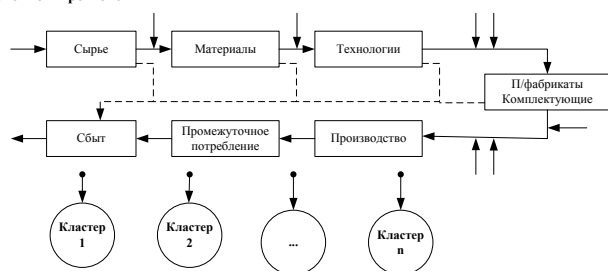 Сырье
Материалы
Технологии
П/фабрикаты
Комплектующие
Сбыт
Промежуточное
потребление
Производство
Кластер
1
Кластер
2
...
Кластер
n